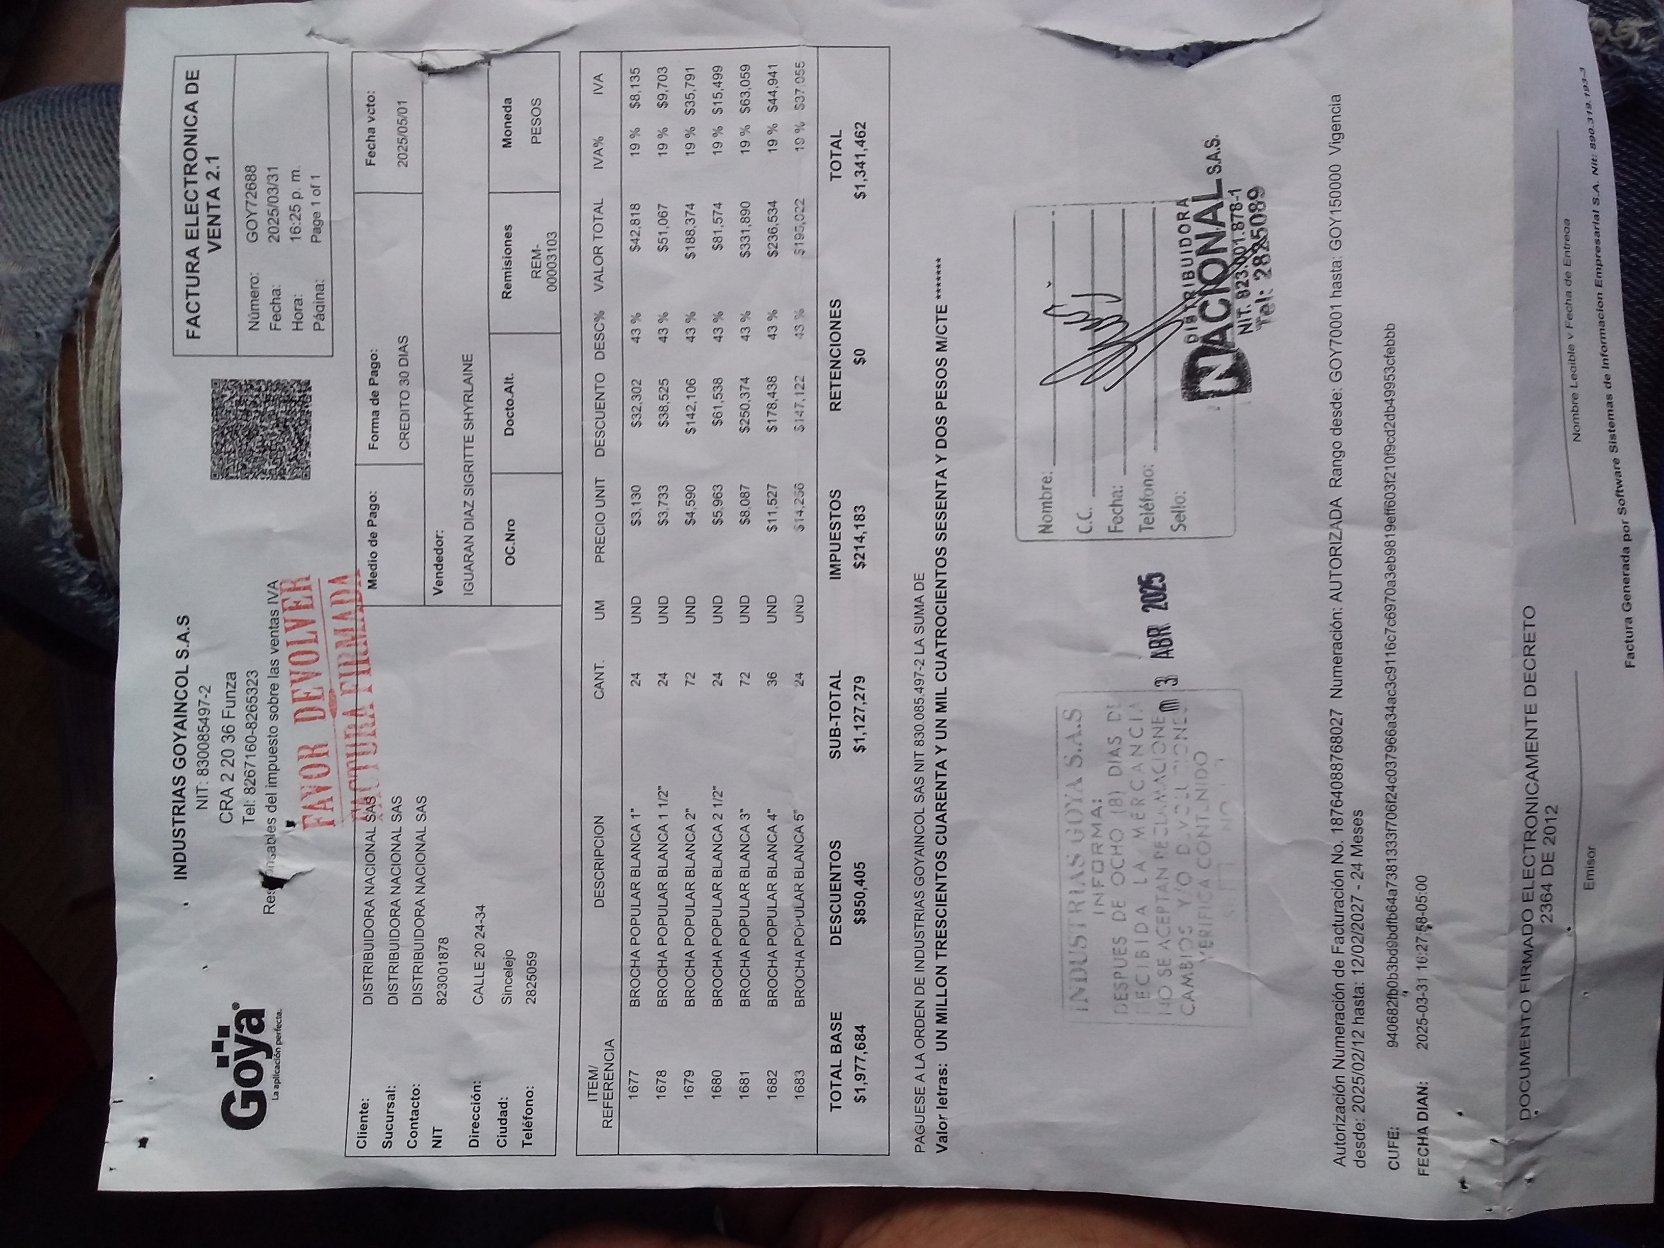 Goya®
La aplicación perfecta.
INDUSTRIAS GOYAINCOL S.A.S
NIT: 830085497-2
CRA 2 20 36 Funza
Tel: 8267160-8265323
del impuesto sobre las ventas IVA
FAVOR DEVOLVER
FACTURA FIRMADA
FACTURA ELECTRONICA DE
VENTA 2.1
Número: GOY72688
Fecha: 2025/03/31
Hora: 16:25 p. m.
Página: Page 1 of 1
Cliente: DISTRIBUIDORA NACIONAL SAS
Sucursal: DISTRIBUIDORA NACIONAL SAS
Contacto: DISTRIBUIDORA NACIONAL SAS
NIT 823001878
Dirección: CALLE 20 24-34
Ciudad: Sincelejo
Teléfono: 2825059
Medio de Pago: Forma de Pago: Fecha vcto:
CREDITO 30 DIAS 2025/05/01
Vendedor:
IGUARAN DIAZ SIGRITTE SHYRLAINE
OC.Nro Docto.Alt. Remisiones Moneda
REM-00003103 PESOS
ITEM/REFERENCIA DESCRIPCION CANT. UM PRECIO UNIT DESCUENTO DESC% VALOR TOTAL IVA% IVA
1677 BROCHA POPULAR BLANCA 1" 24 UND $3,130 $32,302 43 % $42,818 19 % $8,135
1678 BROCHA POPULAR BLANCA 1 1/2" 24 UND $3,733 $38,525 43 % $51,067 19 % $9,703
1679 BROCHA POPULAR BLANCA 2" 72 UND $4,590 $142,106 43 % $188,374 19 % $35,791
1680 BROCHA POPULAR BLANCA 2 1/2" 24 UND $5,963 $61,538 43 % $81,574 19 % $15,499
1681 BROCHA POPULAR BLANCA 3" 72 UND $8,087 $250,374 43 % $331,890 19 % $63,059
1682 BROCHA POPULAR BLANCA 4" 36 UND $11,527 $178,438 43 % $236,534 19 % $44,941
1683 BROCHA POPULAR BLANCA 5" 24 UND $14,256 $147,122 43 % $195,022 19 % $37,055
TOTAL BASE DESCUENTOS SUB-TOTAL IMPUESTOS RETENCIONES TOTAL
$1,977,684 $850,405 $1,127,279 $214,183 $0 $1,341,462
PAGUESE A LA ORDEN DE INDUSTRIAS GOYAINCOL SAS NIT 830.085.497-2 LA SUMA DE
Valor letras: UN MILLON TRESCIENTOS CUARENTA Y UN MIL CUATROCIENTOS SESENTA Y DOS PESOS M/CTE *******
INDUSTRIAS GOYA S.A.S
INFORMA:
DESPUES DE OCHO (8) DIAS DE
RECIBIDA LA MERCANCIA
NO SE ACEPTAN RECLAMACIONES
CAMBIOS Y/O DEVOLUCIONES
VERIFICA CONTENIDO
3 ABR 2025
Nombre:
C.C.
Fecha:
Teléfono:
Sello:
DISTRIBUIDORA
NACIONAL S.A.S.
NIT. 823.001.878-1
Tel: 2825089
Autorización Numeración de Facturación No. 18764088768027 Numeración: AUTORIZADA Rango desde: GOY70001 hasta: GOY150000 Vigencia
desde: 2025/02/12 hasta: 12/02/2027 - 24 Meses
CUFE: 940682fb0b3bd9bdfb64a7381333f706f24c037966a34ac3c9116c7c6970a3eb9819eff603f210f9cd2db49953cfebbb
FECHA DIAN: 2025-03-31 16:27:58-05:00
DOCUMENTO FIRMADO ELECTRONICAMENTE DECRETO
2364 DE 2012
Emisor
Nombre Legible y Fecha de Entrega
Factura Generada por Software Sistemas de Informacion Empresarial S.A. Nit: 890.319.193-3